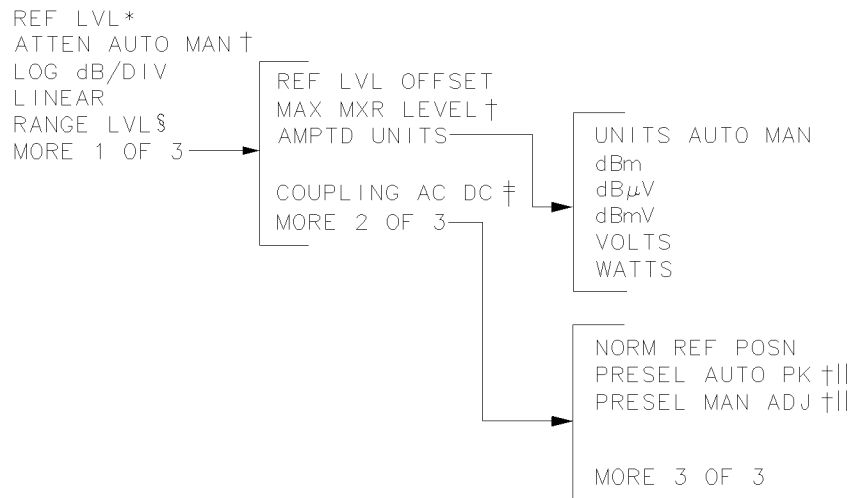 REF LVL*
ATTEN AUTO MAN†
LOG dB/DIV
LINEAR
RANGE LVL§
MORE 1 OF 3
REF LVL OFFSET
MAX MXR LEVEL†
AMPTD UNITS
COUPLING AC DC‡
MORE 2 OF 3
UNITS AUTO MAN
dBm
dBμV
dBmV
VOLTS
WATTS
NORM REF POSN
PRESEL AUTO PK†||
PRESEL MAN ADJ†||
MORE 3 OF 3